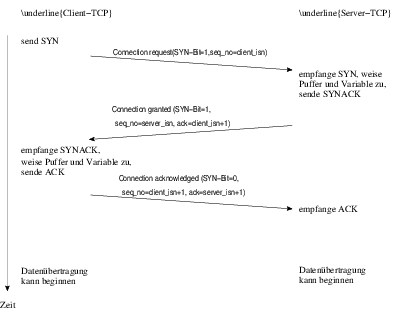 \underline{Client-TCP}
\underline{Server-TCP}
send SYN
Connection request(SYN-Bit=1,seq_no=client_isn)
empfange SYN, weise
Puffer und Variable zu,
sende SYNACK
Connection granted (SYN-Bit=1,
seq_no=server_isn, ack=client_isn+1)
empfange SYNACK,
weise Puffer und Variable zu,
sende ACK
Connection acknowledged (SYN-Bit=0,
seq_no=client_isn+1, ack=server_isn+1)
empfange ACK
Datenübertragung
kann beginnen
Datenübertragung
kann beginnen
Zeit